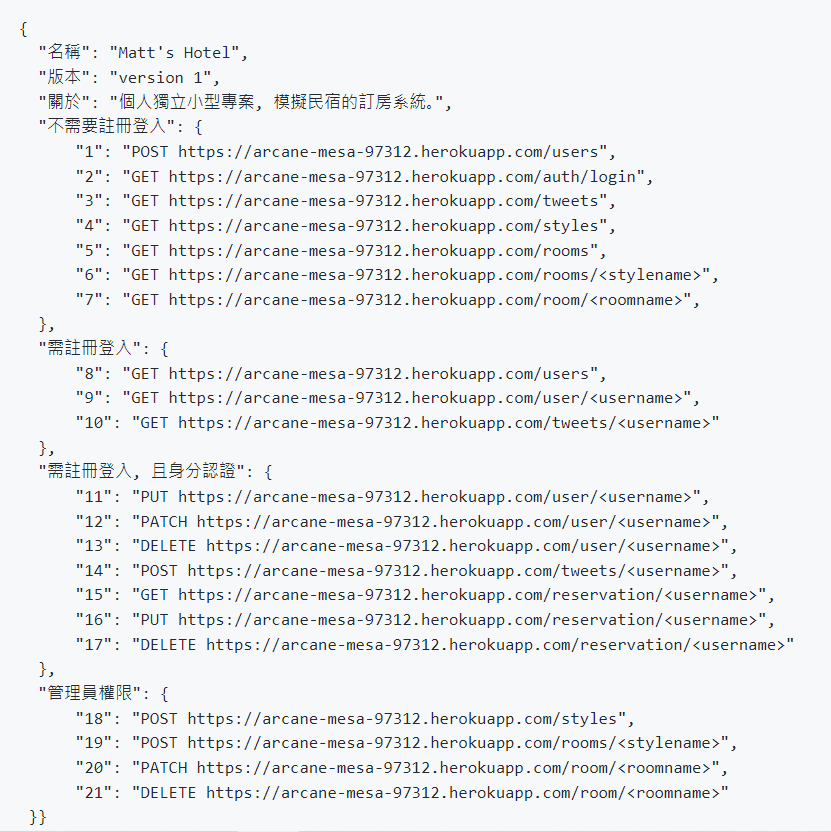 {
"名稱": "Matt's Hotel",
"版本": "version 1",
"關於": "個人獨立小型專案, 模擬民宿的訂房系統。",
"不需要註冊登入": {
"1": "POST https://arcane-mesa-97312.herokuapp.com/users",
"2": "GET https://arcane-mesa-97312.herokuapp.com/auth/login",
"3": "GET https://arcane-mesa-97312.herokuapp.com/tweets",
"4": "GET https://arcane-mesa-97312.herokuapp.com/styles",
"5": "GET https://arcane-mesa-97312.herokuapp.com/rooms",
"6": "GET https://arcane-mesa-97312.herokuapp.com/rooms/<stylename>",
"7": "GET https://arcane-mesa-97312.herokuapp.com/room/<roomname>",
},
"需註冊登入": {
"8": "GET https://arcane-mesa-97312.herokuapp.com/users",
"9": "GET https://arcane-mesa-97312.herokuapp.com/user/<username>",
"10": "GET https://arcane-mesa-97312.herokuapp.com/tweets/<username>"
},
"需註冊登入, 且身分認證": {
"11": "PUT https://arcane-mesa-97312.herokuapp.com/user/<username>",
"12": "PATCH https://arcane-mesa-97312.herokuapp.com/user/<username>",
"13": "DELETE https://arcane-mesa-97312.herokuapp.com/user/<username>",
"14": "POST https://arcane-mesa-97312.herokuapp.com/tweets/<username>",
"15": "GET https://arcane-mesa-97312.herokuapp.com/reservation/<username>",
"16": "PUT https://arcane-mesa-97312.herokuapp.com/reservation/<username>",
"17": "DELETE https://arcane-mesa-97312.herokuapp.com/reservation/<username>"
},
"管理員權限": {
"18": "POST https://arcane-mesa-97312.herokuapp.com/styles",
"19": "POST https://arcane-mesa-97312.herokuapp.com/rooms/<stylename>",
"20": "PATCH https://arcane-mesa-97312.herokuapp.com/room/<roomname>",
"21": "DELETE https://arcane-mesa-97312.herokuapp.com/room/<roomname>"
}}